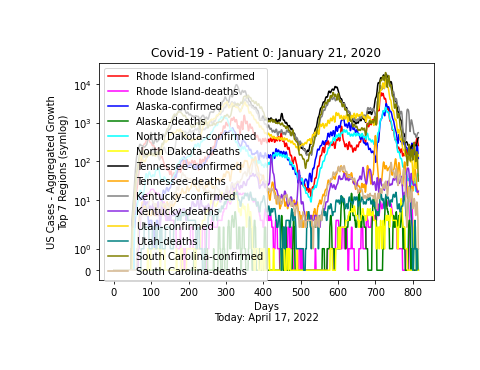 Covid-19 - Patient 0: January 21, 2020
US Cases - Aggregated Growth
Top 7 Regions (symlog)
10⁴
10³
10²
10¹
10⁰
0
Rhode Island-confirmed
Rhode Island-deaths
Alaska-confirmed
Alaska-deaths
North Dakota-confirmed
North Dakota-deaths
Tennessee-confirmed
Tennessee-deaths
Kentucky-confirmed
Kentucky-deaths
Utah-confirmed
Utah-deaths
South Carolina-confirmed
South Carolina-deaths
0 100 200 300 400 500 600 700 800
Days
Today: April 17, 2022